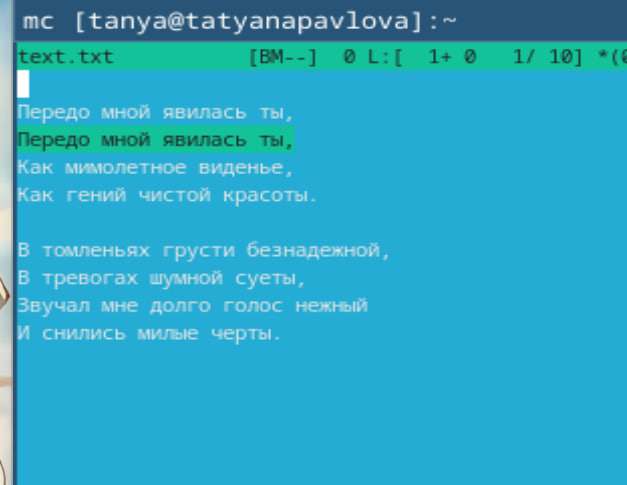 mc [tanya@tatyanapavlova]:~
text.txt [BM--] 0 L:[ 1+ 0 1/ 10] *(0
Передо мной явилась ты,
Передо мной явилась ты,
Как мимолетное виденье,
Как гений чистой красоты.
В томленьях грусти безнадежной,
В тревогах шумной суеты,
Звучал мне долго голос нежный
И снились милые черты.